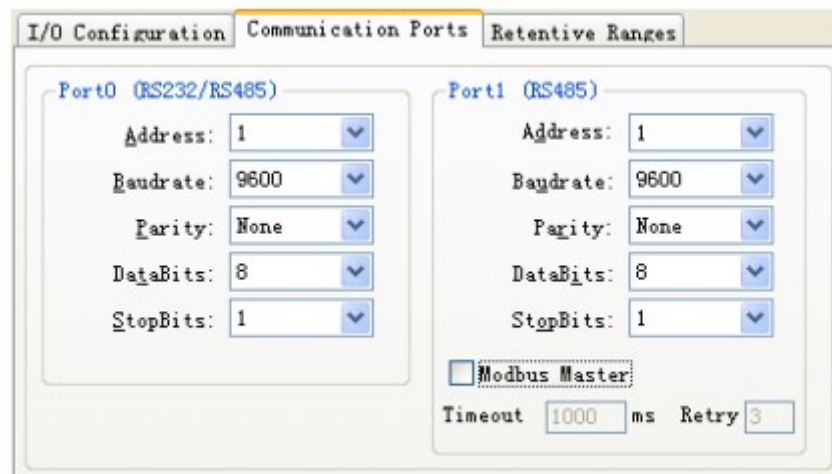 I/O Configuration Communication Ports Retentive Ranges
Port0 (RS232/RS485)
Address: 1
Baudrate: 9600
Parity: None
DataBits: 8
StopBits: 1
Port1 (RS485)
Address: 1
Baudrate: 9600
Parity: None
DataBits: 8
StopBits: 1
Modbus Master
Timeout 1000 ms Retry 3